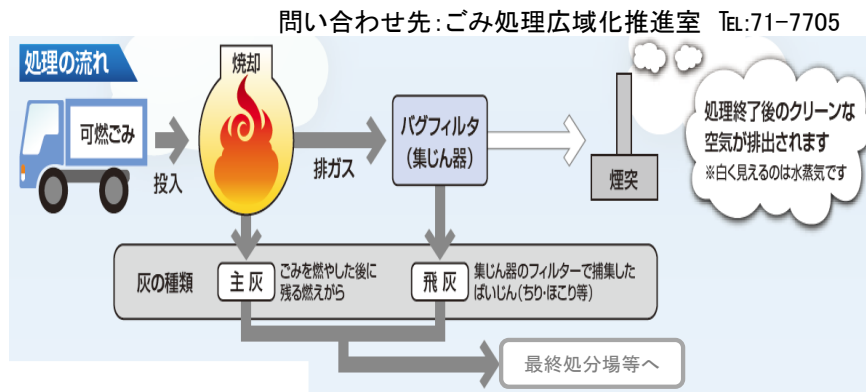 問い合わせ先:ごみ処理広域化推進室 ℡:71-7705
処理の流れ
可燃ごみ
投入
焼却
排ガス
バグフィルタ
(集じん器)
煙突
処理終了後のクリーンな
空気が排出されます
※白く見えるのは水蒸気です
灰の種類
主灰
ごみを燃やした後に
残る燃えがら
飛灰
集じん器のフィルターで捕集した
ばいじん(ちり・ほこり等)
最終処分場等へ